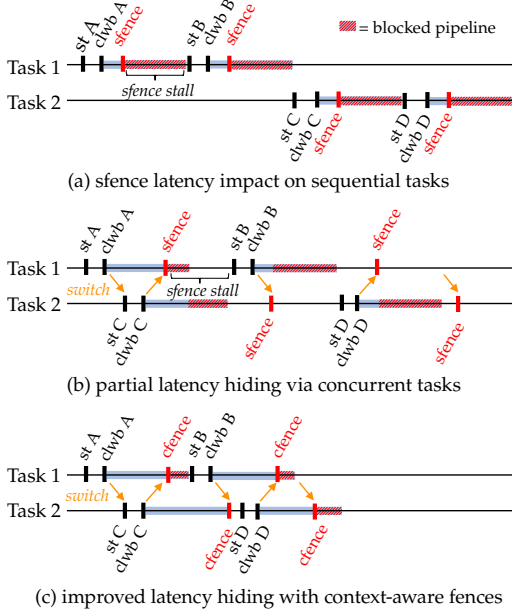 st A
clwb A
sfence
st B
clwb B
sfence
= blocked pipeline
Task 1
sfence stall
Task 2
st C
clwb C
sfence
st D
clwb D
sfence
(a) sfence latency impact on sequential tasks
st A
clwb A
sfence
st B
clwb B
sfence
Task 1
switch
sfence stall
Task 2
st C
clwb C
sfence
st D
clwb D
sfence
(b) partial latency hiding via concurrent tasks
st A
clwb A
cfence
st B
clwb B
cfence
Task 1
switch
Task 2
st C
clwb C
cfence
st D
clwb D
cfence
(c) improved latency hiding with context-aware fences